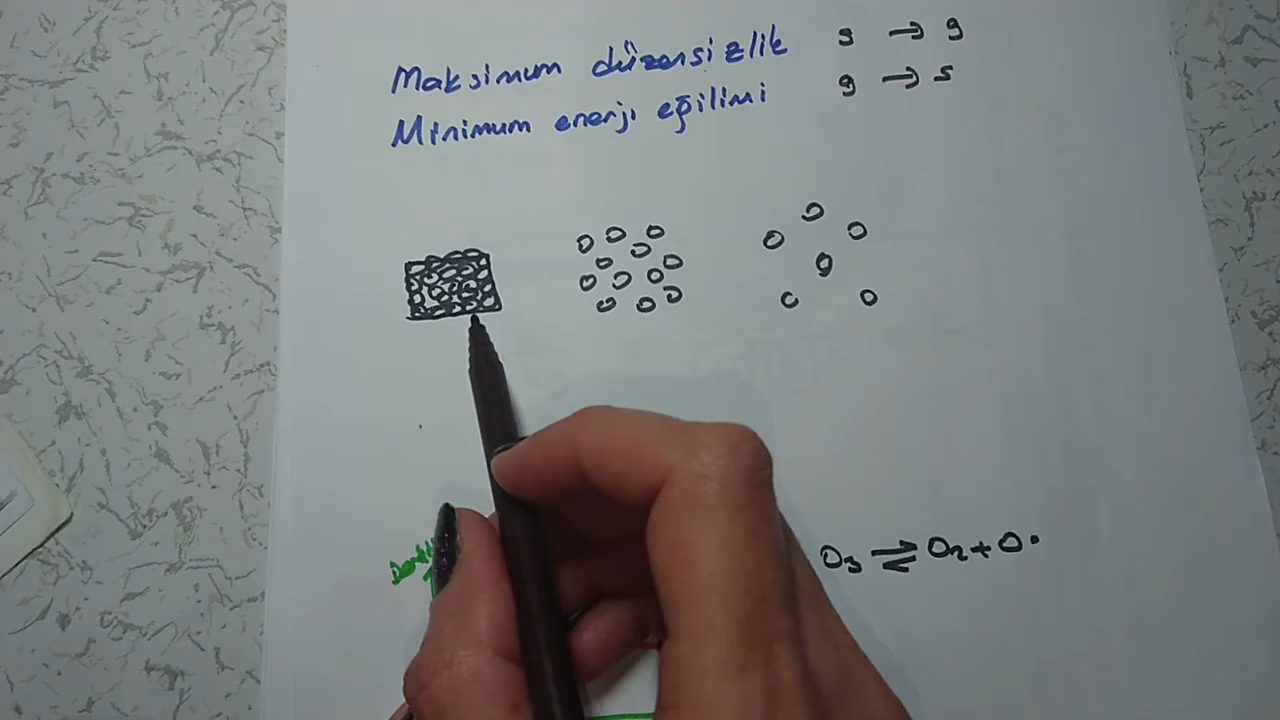 Maksimum düzensizlik s → g
Minimum enerji eğilimi g → s
O₃ ⇌ O₂ + O•